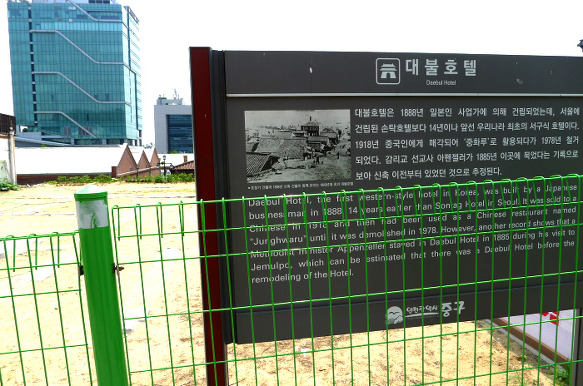 대불호텔
Daebul Hotel
대불호텔은 1888년 일본인 사업가에 의해 건립되었는데, 서울에
건립된 손탁호텔보다 14년이나 앞선 우리나라 최초의 서구식 호텔이다.
1918년 중국인에게 매각되어 '중화루'로 활용되다가 1978년 철거
되었다. 감리교 선교사 아펜젤러가 1885년 이곳에 묵었다는 기록으로
보아 신축 이전부터 있었던 것으로 추정된다.
Daebul Hotel, the first western-style hotel in Korea, was built by a Japanese
businessman in 1888, 14 years earlier than Sontag Hotel in Seoul. It was sold to a
Chinese in 1918 and then had been used as a Chinese restaurant named
until it was demolished in 1978. However, another record shows that a
Methodist minister Appenzeller stayed in Daebul Hotel in 1885 during his visit to
Jemulpo, which can be estimated that there was a Daebul Hotel before the
remodeling of the Hotel.
인천광역시 중구